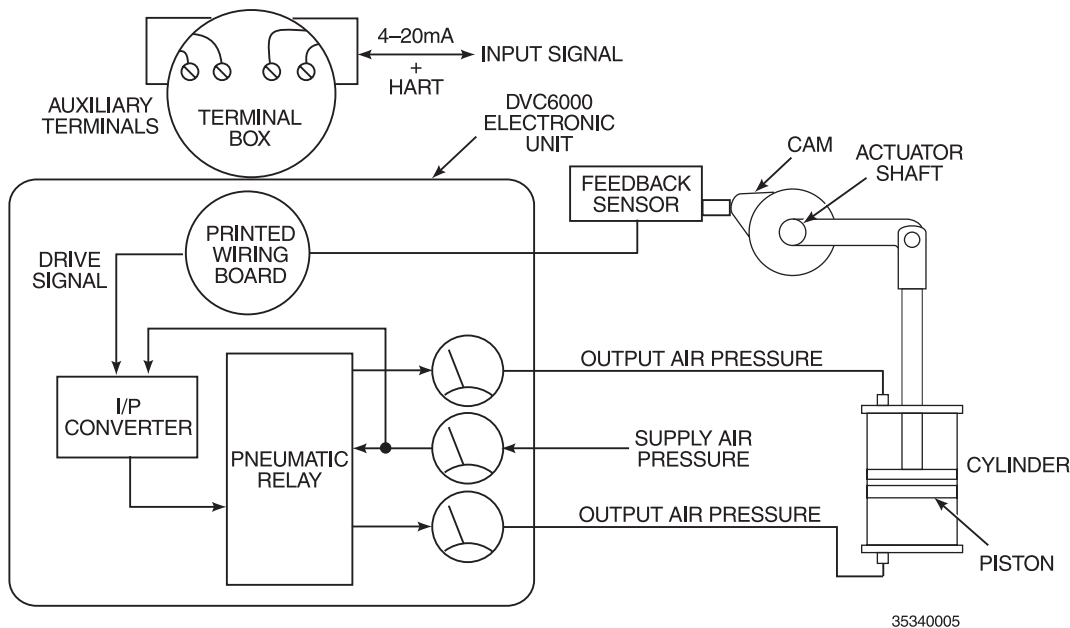 4–20mA
+
HART
INPUT SIGNAL
AUXILIARY
TERMINALS
TERMINAL
BOX
DVC6000
ELECTRONIC
UNIT
CAM
ACTUATOR
SHAFT
FEEDBACK
SENSOR
PRINTED
WIRING
BOARD
DRIVE
SIGNAL
I/P
CONVERTER
PNEUMATIC
RELAY
OUTPUT AIR PRESSURE
SUPPLY AIR
PRESSURE
OUTPUT AIR PRESSURE
CYLINDER
PISTON
35340005